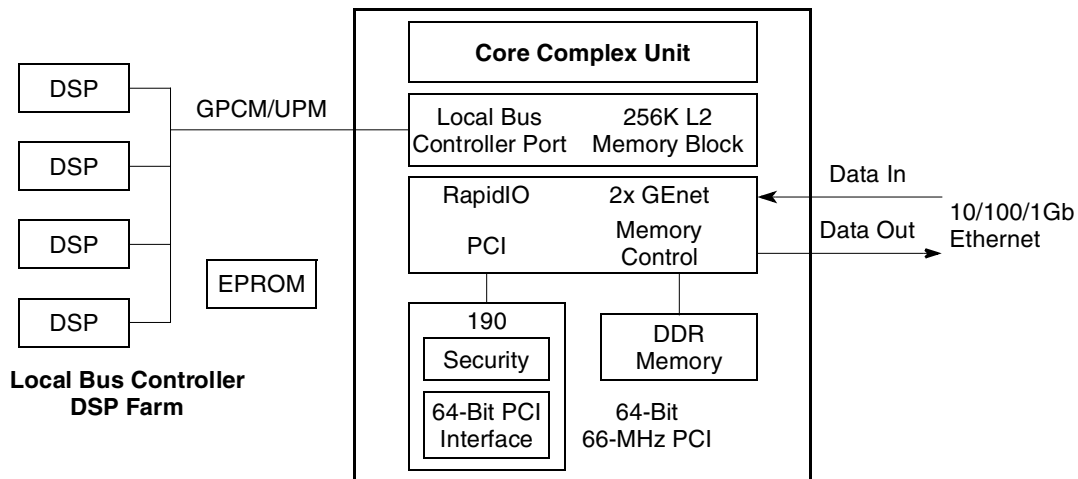 Core Complex Unit
DSP
DSP
DSP
DSP
GPCM/UPM
Local Bus
Controller Port
256K L2
Memory Block
RapidIO
2x GEnet
PCI
Memory
Control
Data In
Data Out
10/100/1Gb
Ethernet
EPROM
190
Security
64-Bit PCI
Interface
DDR
Memory
64-Bit
66-MHz PCI
Local Bus Controller
DSP Farm